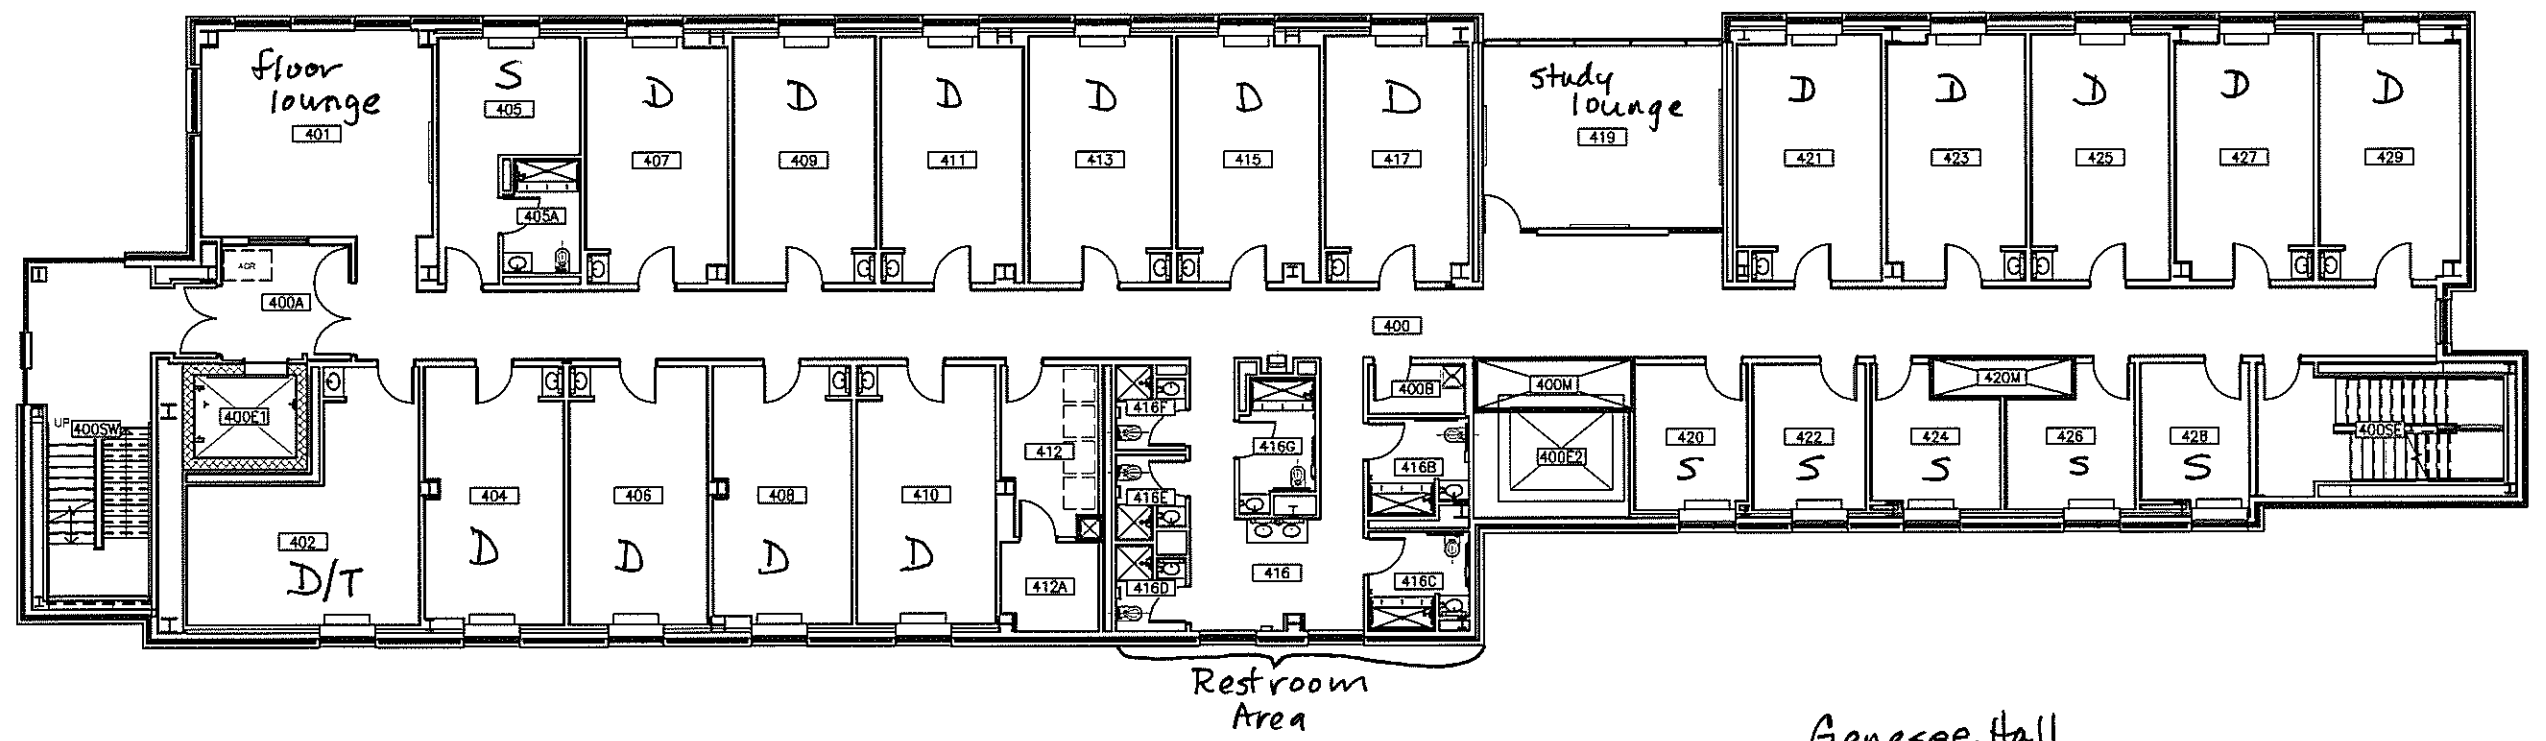 floor
lounge
401
S
405
405A
D
407
D
409
D
411
D
413
D
415
D
417
study
lounge
419
D
421
D
423
D
425
D
427
D
429
400A
400
UP
400SW
400E1
402
D/T
404
D
406
D
408
D
410
D
412
412A
416F
416E
416D
416G
416
400B
416B
416C
400M
400E2
420
S
422
S
424
S
420M
426
S
428
S
400SE
Restroom
Area
Genesee Hall